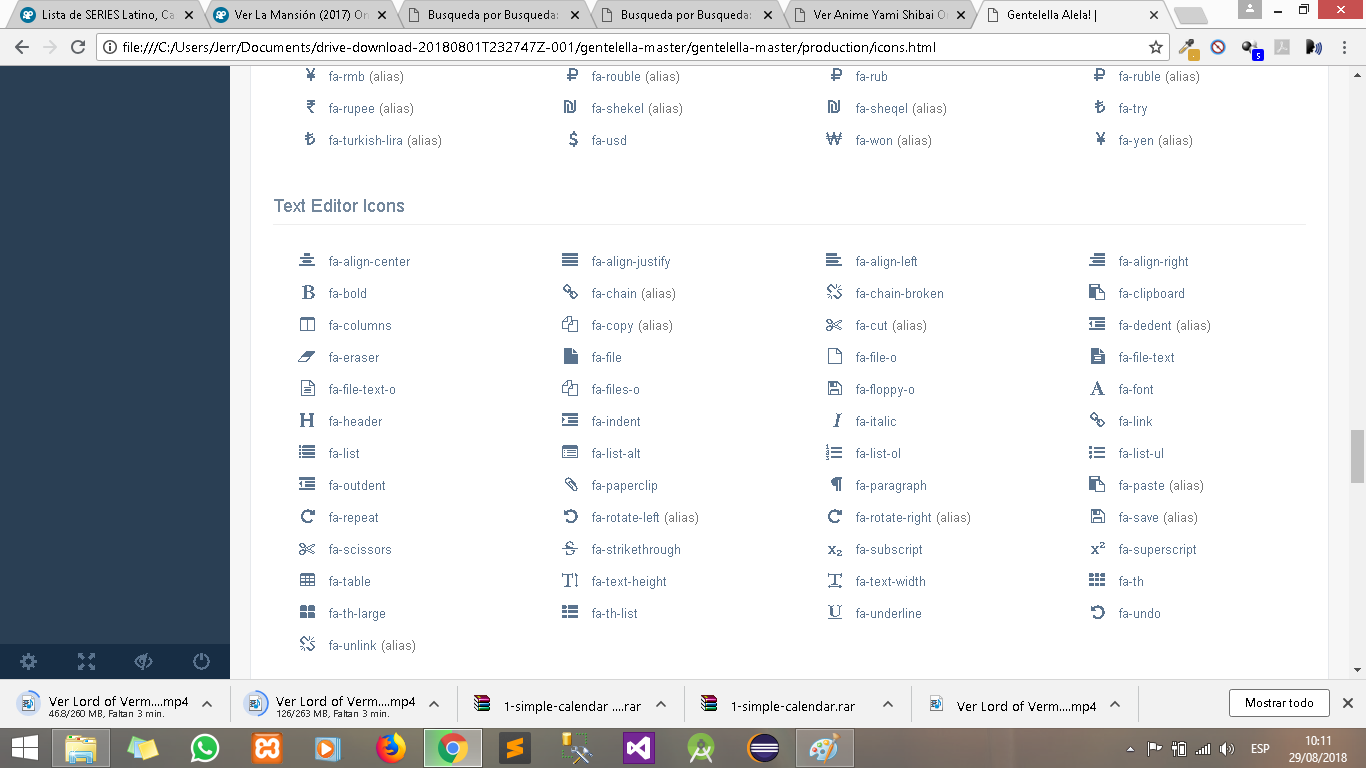 Lista de SERIES Latino, Ca
Ver La Mansión (2017) On
Busqueda por Busqueda:
Busqueda por Busqueda:
Ver Anime Yami Shibai O
Gentelella Alela! |
file:///C:/Users/Jerr/Documents/drive-download-20180801T232747Z-001/gentelella-master/gentelella-master/production/icons.html
fa-rmb (alias) fa-rouble (alias) fa-rub fa-ruble (alias)
fa-rupee (alias) fa-shekel (alias) fa-sheqel (alias) fa-try
fa-turkish-lira (alias) fa-usd fa-won (alias) fa-yen (alias)
Text Editor Icons
fa-align-center fa-align-justify fa-align-left fa-align-right
fa-bold fa-chain (alias) fa-chain-broken fa-clipboard
fa-columns fa-copy (alias) fa-cut (alias) fa-dedent (alias)
fa-eraser fa-file fa-file-o fa-file-text
fa-file-text-o fa-files-o fa-floppy-o fa-font
fa-header fa-indent fa-italic fa-link
fa-list fa-list-alt fa-list-ol fa-list-ul
fa-outdent fa-paperclip fa-paragraph fa-paste (alias)
fa-repeat fa-rotate-left (alias) fa-rotate-right (alias) fa-save (alias)
fa-scissors fa-strikethrough fa-subscript fa-superscript
fa-table fa-text-height fa-text-width fa-th
fa-th-large fa-th-list fa-underline fa-undo
fa-unlink (alias)
Ver Lord of Verm....mp4
46.8/260 MB, Faltan 3 min.
Ver Lord of Verm....mp4
126/263 MB, Faltan 3 min.
1-simple-calendar ....rar
1-simple-calendar.rar
Ver Lord of Verm....mp4
Mostrar todo
ESP
10:11
29/08/2018